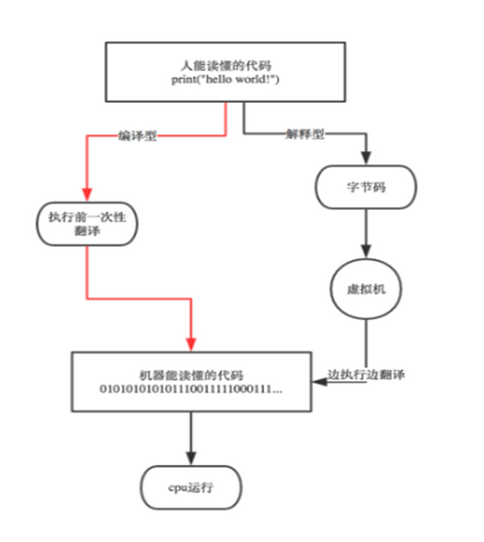 人能读懂的代码
print("hello world!")
编译型
解释型
字节码
执行前一次性
翻译
虚拟机
机器能读懂的代码
010101010101110011111000111...
边执行边翻译
cpu运行